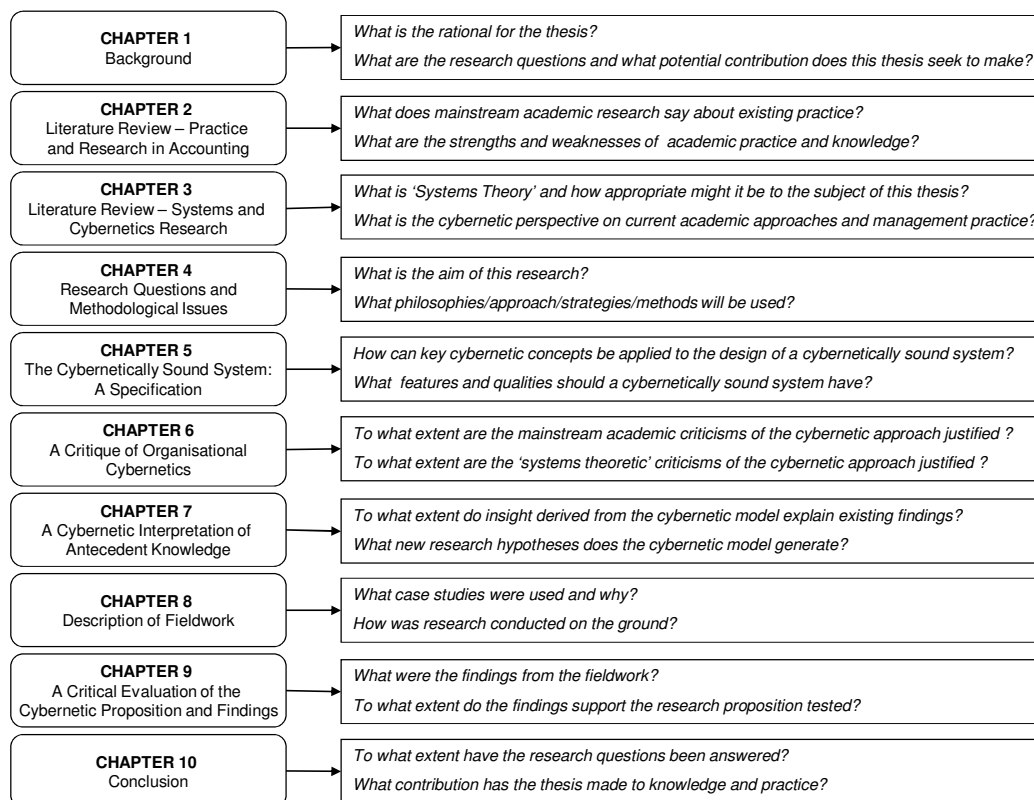 CHAPTER 1
Background
What is the rational for the thesis?
What are the research questions and what potential contribution does this thesis seek to make?
CHAPTER 2
Literature Review – Practice
and Research in Accounting
What does mainstream academic research say about existing practice?
What are the strengths and weaknesses of academic practice and knowledge?
CHAPTER 3
Literature Review – Systems and
Cybernetics Research
What is ‘Systems Theory’ and how appropriate might it be to the subject of this thesis?
What is the cybernetic perspective on current academic approaches and management practice?
CHAPTER 4
Research Questions and
Methodological Issues
What is the aim of this research?
What philosophies/approach/strategies/methods will be used?
CHAPTER 5
The Cybernetically Sound System:
A Specification
How can key cybernetic concepts be applied to the design of a cybernetically sound system?
What features and qualities should a cybernetically sound system have?
CHAPTER 6
A Critique of Organisational
Cybernetics
To what extent are the mainstream academic criticisms of the cybernetic approach justified ?
To what extent are the ‘systems theoretic’ criticisms of the cybernetic approach justified ?
CHAPTER 7
A Cybernetic Interpretation of
Antecedent Knowledge
To what extent do insight derived from the cybernetic model explain existing findings?
What new research hypotheses does the cybernetic model generate?
CHAPTER 8
Description of Fieldwork
What case studies were used and why?
How was research conducted on the ground?
CHAPTER 9
A Critical Evaluation of the
Cybernetic Proposition and Findings
What were the findings from the fieldwork?
To what extent do the findings support the research proposition tested?
CHAPTER 10
Conclusion
To what extent have the research questions been answered?
What contribution has the thesis made to knowledge and practice?